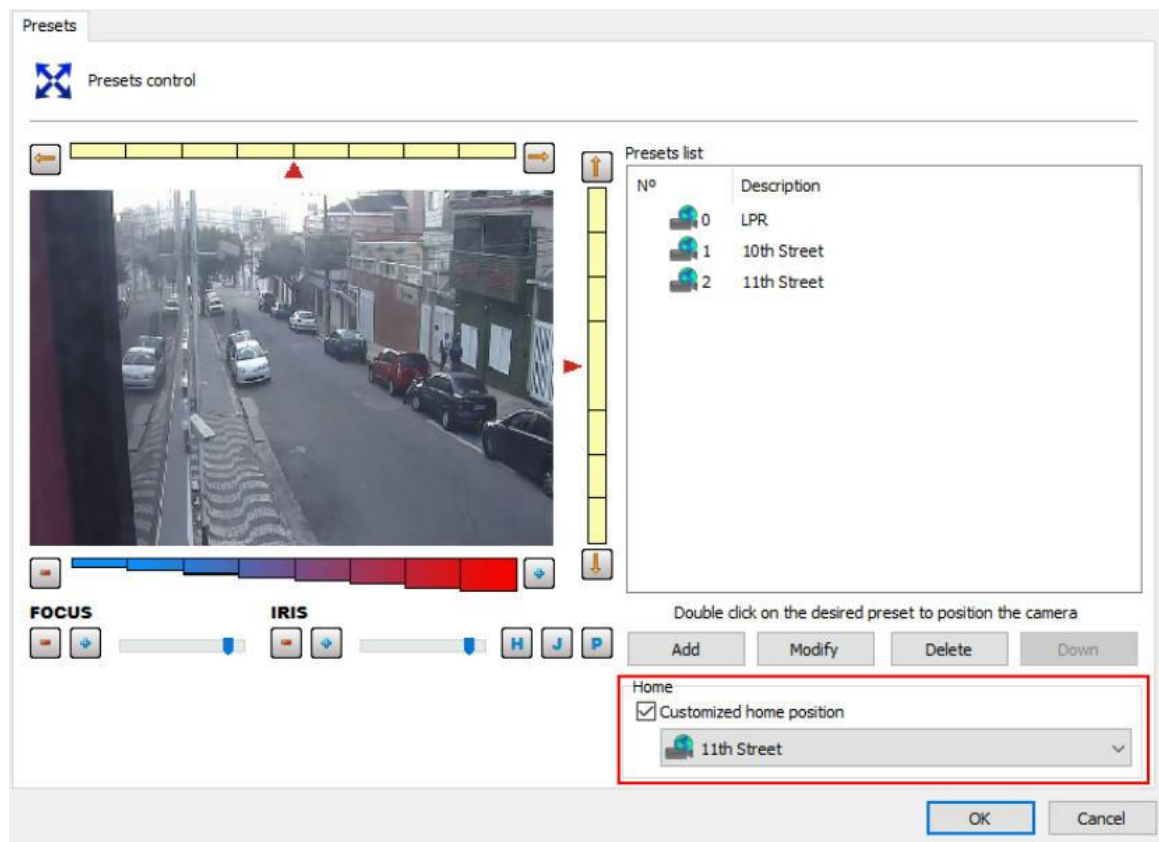 Presets
Presets control
Presets list
Nº Description
0 LPR
1 10th Street
2 11th Street
FOCUS IRIS
H J P
Double click on the desired preset to position the camera
Add Modify Delete Down
Home
Customized home position
11th Street
OK Cancel